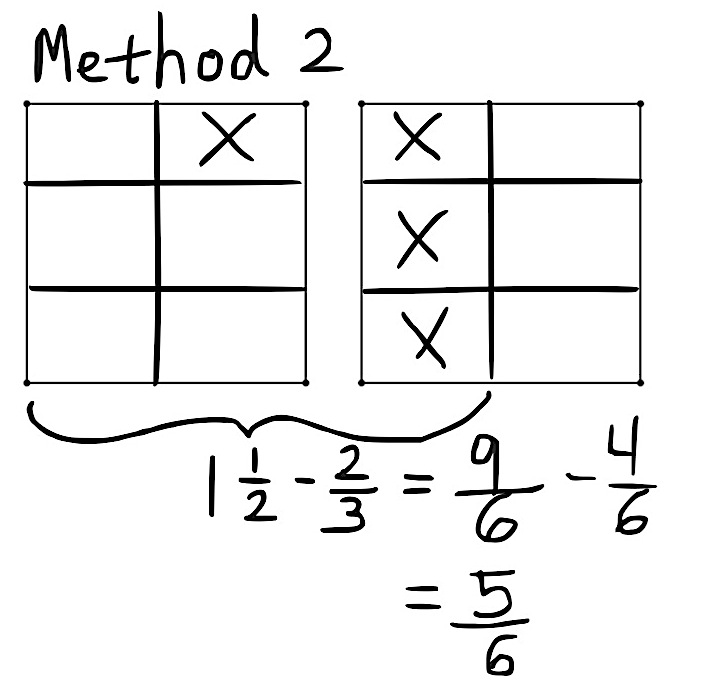 Method 2
X X
X
X
1 1/2 - 2/3 = 9/6 - 4/6
= 5/6